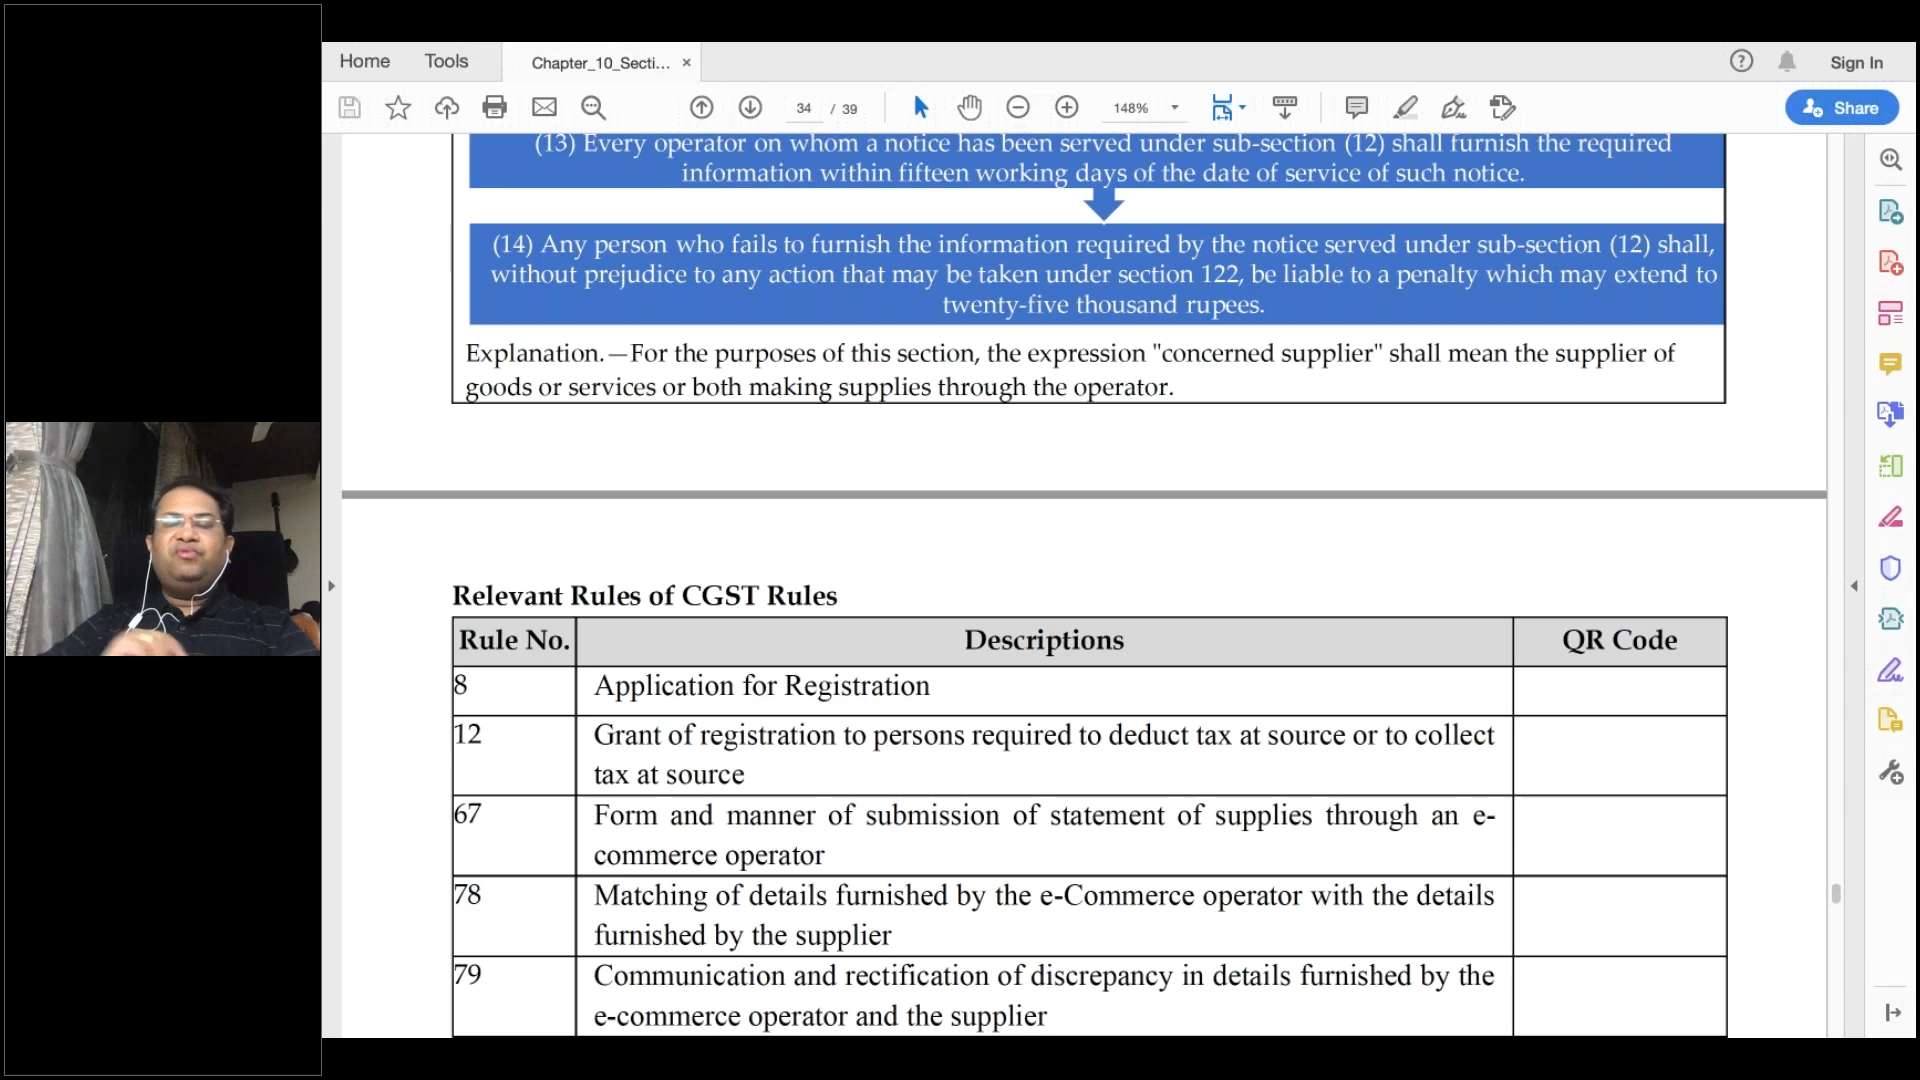 Home Tools Chapter_10_Secti... × Sign In
34 / 39 148% Share
(13) Every operator on whom a notice has been served under sub-section (12) shall furnish the required
information within fifteen working days of the date of service of such notice.
(14) Any person who fails to furnish the information required by the notice served under sub-section (12) shall,
without prejudice to any action that may be taken under section 122, be liable to a penalty which may extend to
twenty-five thousand rupees.
Explanation.—For the purposes of this section, the expression "concerned supplier" shall mean the supplier of
goods or services or both making supplies through the operator.
Relevant Rules of CGST Rules
Rule No. Descriptions QR Code
8 Application for Registration
12 Grant of registration to persons required to deduct tax at source or to collect
tax at source
67 Form and manner of submission of statement of supplies through an e-
commerce operator
78 Matching of details furnished by the e-Commerce operator with the details
furnished by the supplier
79 Communication and rectification of discrepancy in details furnished by the
e-commerce operator and the supplier